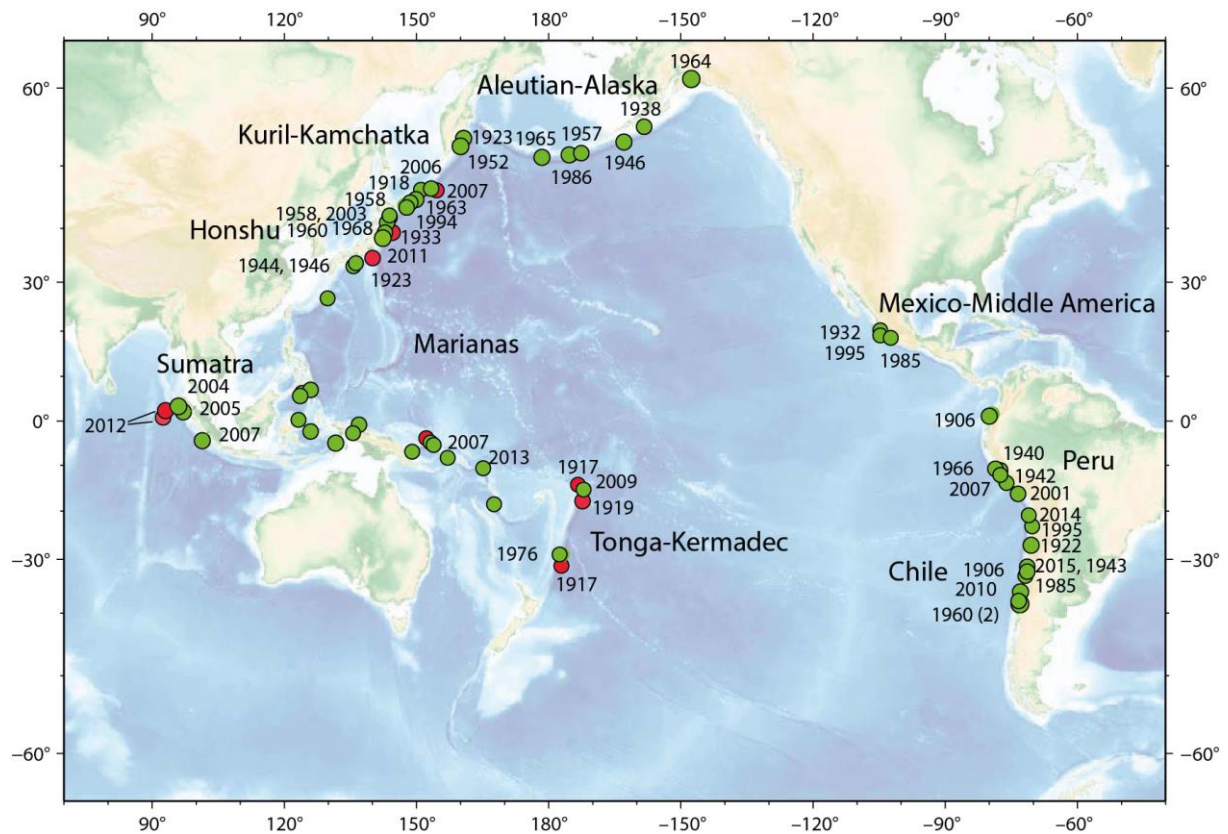 90° 120° 150° 180° −150° −120° −90° −60°
1964
60° 60°
Aleutian-Alaska
1938
Kuril-Kamchatka
1923 1965 1957
1952 1946
2006 1986
1918 2007
1958 1963
1958, 2003 1994
Honshu 1960 1968 1933
2011
1944, 1946 1923
30° 30°
Mexico-Middle America
1932
1995 1985
Marianas
Sumatra
2004
2005
2012
0° 0°
1906
2007
2007
2013
1940
1966 Peru
1942
2007
2001
1917
2009
1919
2014
1995
Tonga-Kermadec
1922
1976
−30° −30°
1917
Chile 1906 2015, 1943
2010 1985
1960 (2)
−60° −60°
90° 120° 150° 180° −150° −120° −90° −60°